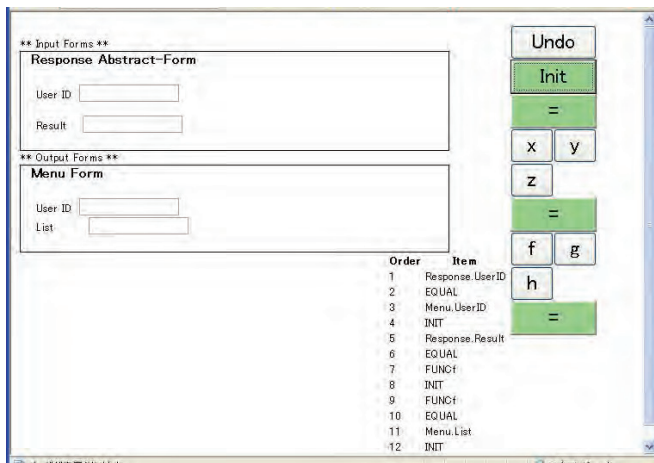 ** Input Forms **
Response Abstract-Form
User ID
Result
** Output Forms **
Menu Form
User ID
List
Order Item
1 Response.UserID
2 EQUAL
3 Menu.UserID
4 INIT
5 Response.Result
6 EQUAL
7 FUNCf
8 INIT
9 FUNCf
10 EQUAL
11 Menu.List
12 INIT
Undo
Init
=
x y
z
=
f g
h
=